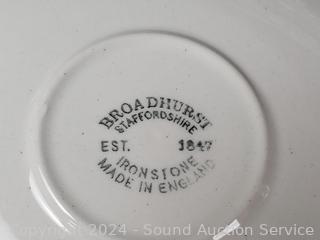 BROADHURST
STAFFORDSHIRE
EST. 1847
IRONSTONE
MADE IN ENGLAND
Copyright 2024 - Sound Auction Service